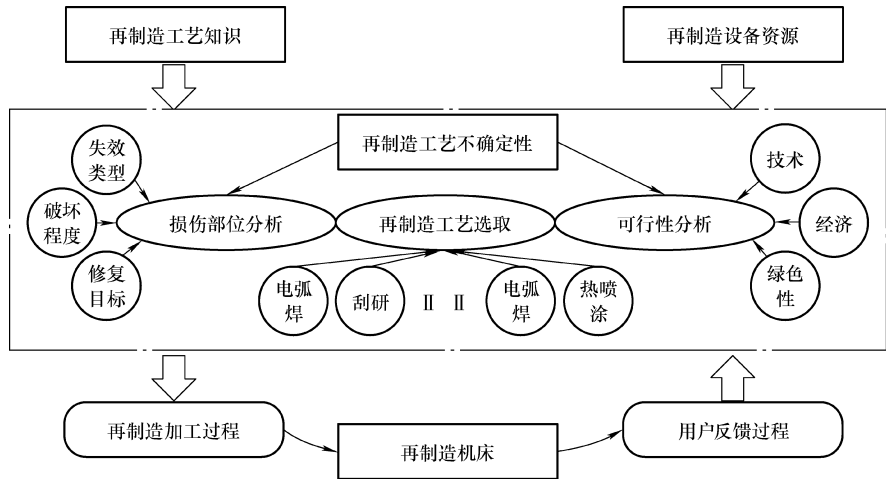 再制造工艺知识
再制造设备资源
再制造工艺不确定性
失效
类型
技术
破坏
程度
损伤部位分析
再制造工艺选取
可行性分析
经济
修复
目标
绿色
性
电弧
焊
刮研
Ⅱ Ⅱ
电弧
焊
热喷
涂
再制造加工过程
再制造机床
用户反馈过程